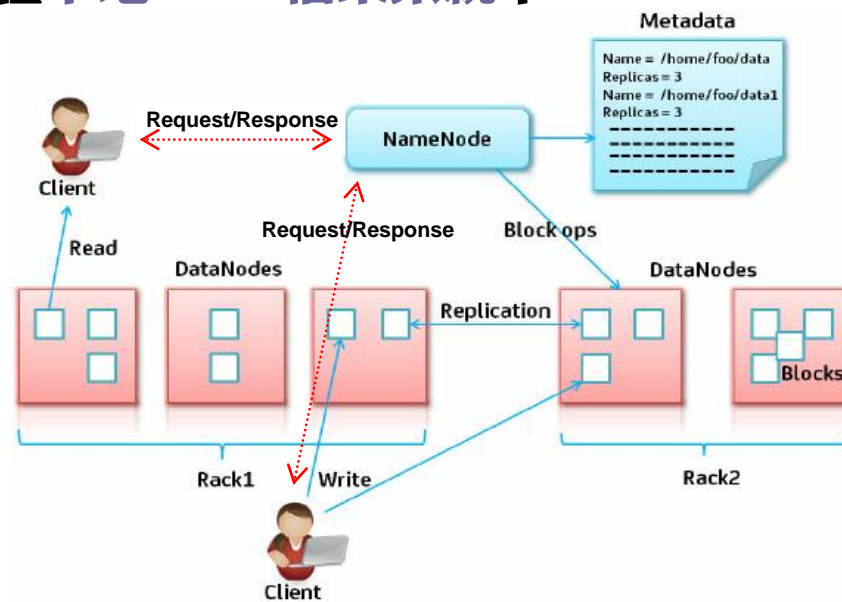 Metadata
Name = /home/foo/data
Replicas = 3
Name = /home/foo/data1
Replicas = 3
Request/Response
NameNode
Client
Request/Response
Block ops
Read
DataNodes
DataNodes
Replication
Blocks
Rack1
Write
Rack2
Client